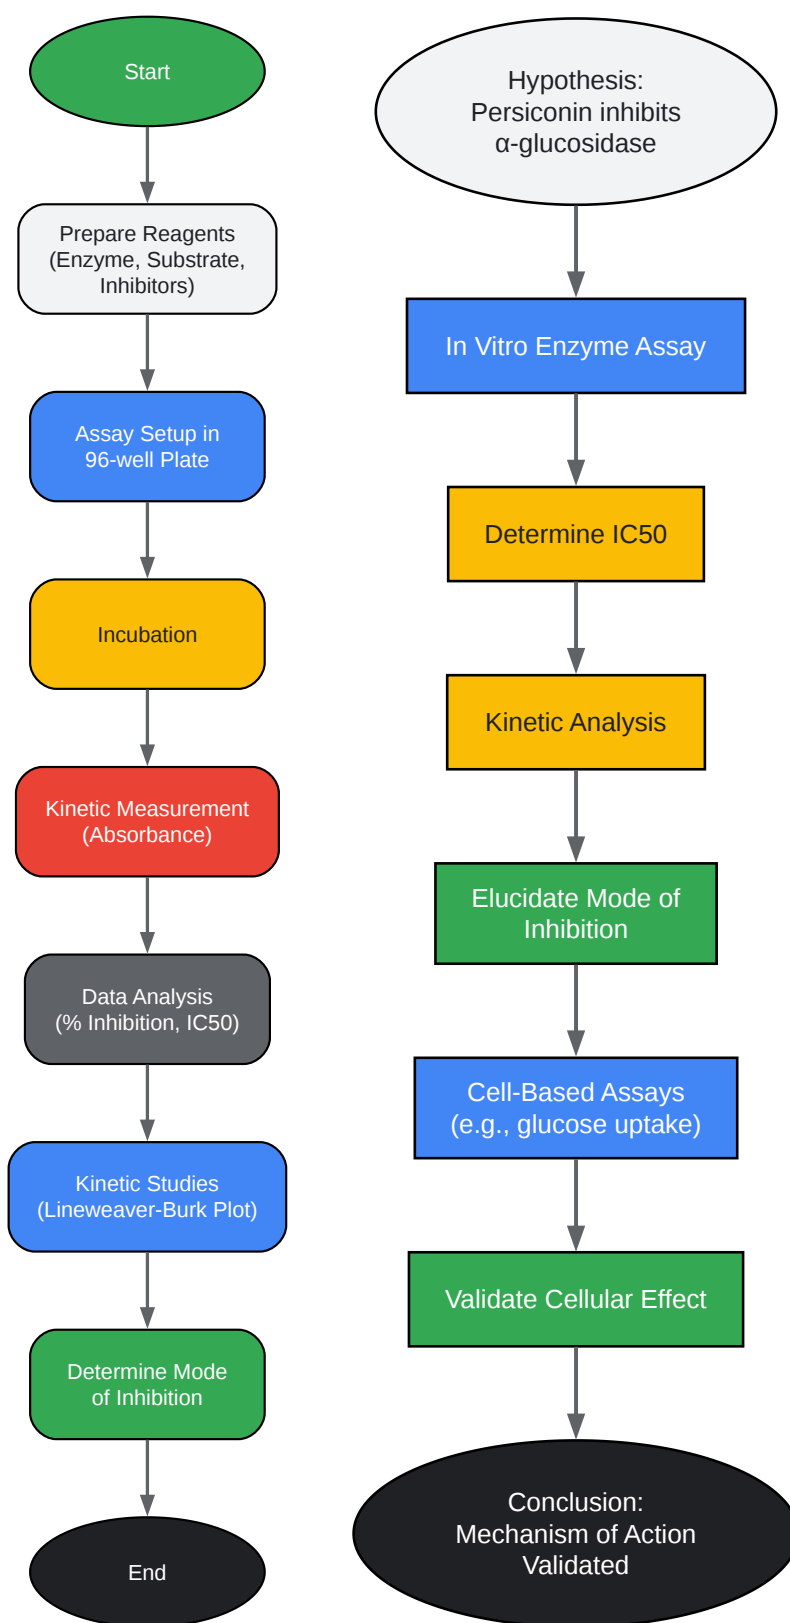 Start
Prepare Reagents
(Enzyme, Substrate,
Inhibitors)
Assay Setup in
96-well Plate
Incubation
Kinetic Measurement
(Absorbance)
Data Analysis
(% Inhibition, IC50)
Kinetic Studies
(Lineweaver-Burk Plot)
Determine Mode
of Inhibition
End
Hypothesis:
Persiconin inhibits
α-glucosidase
In Vitro Enzyme Assay
Determine IC50
Kinetic Analysis
Elucidate Mode of
Inhibition
Cell-Based Assays
(e.g., glucose uptake)
Validate Cellular Effect
Conclusion:
Mechanism of Action
Validated